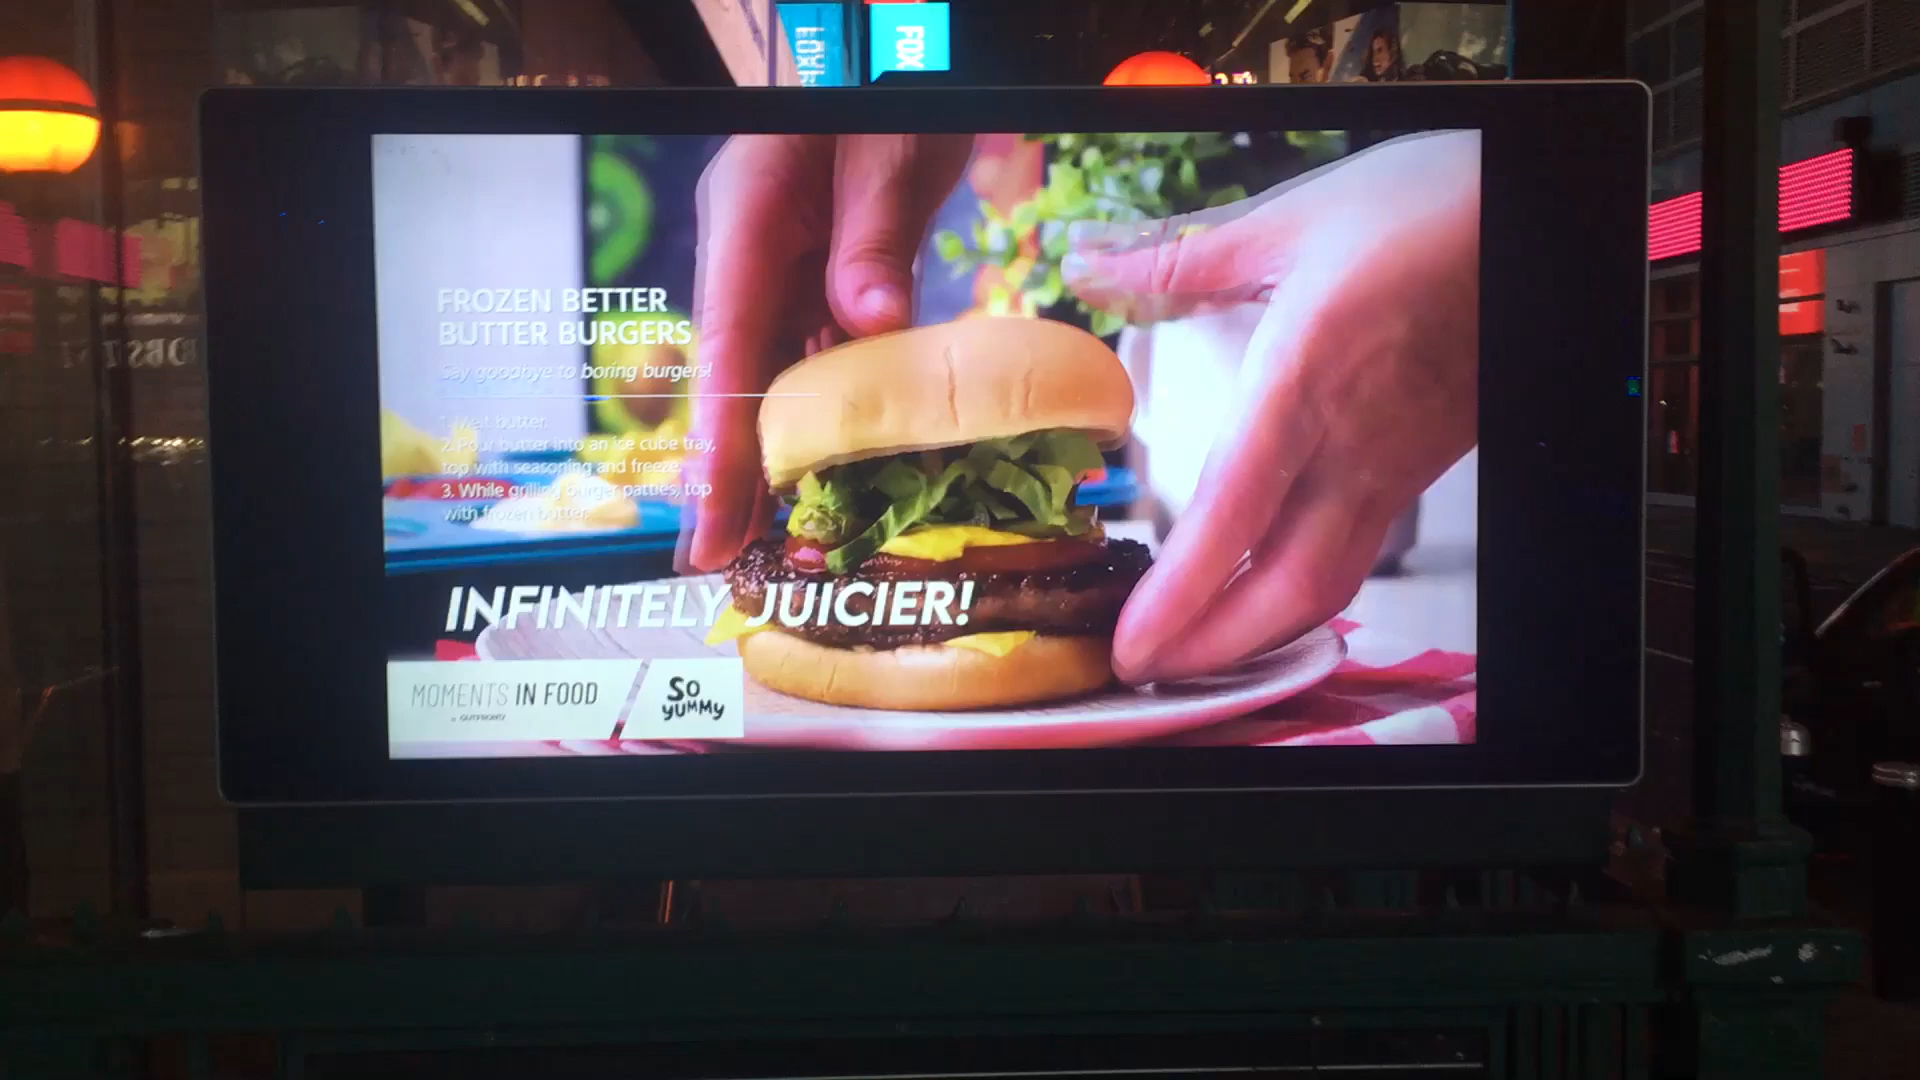 FOX
FROZEN BETTER
BUTTER BURGERS
Say goodbye to boring burgers!
1. Melt butter.
2. Pour butter into an ice cube tray,
top with seasoning and freeze.
3. While grilling burger patties, top
with frozen butter.
INFINITELY JUICIER!
MOMENTS IN FOOD
SO
YUMMY